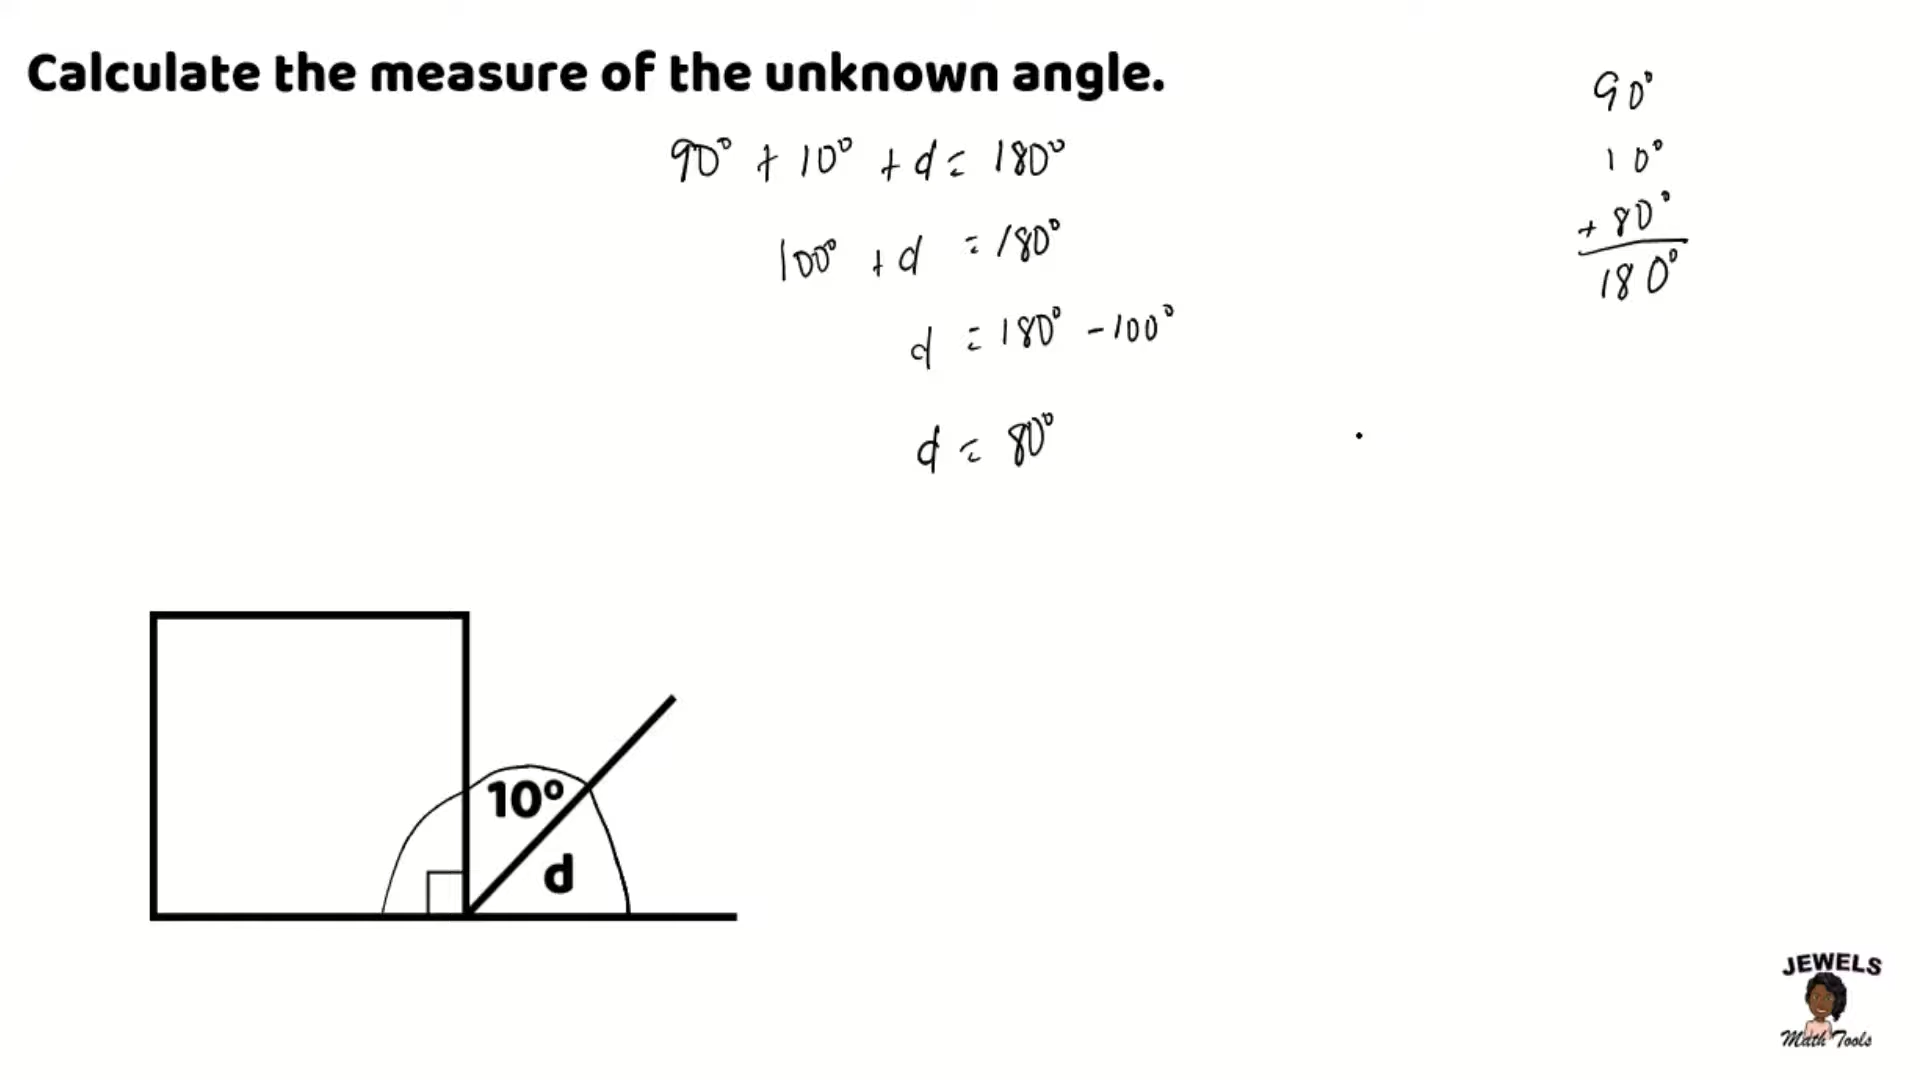 Calculate the measure of the unknown angle.
90° + 10° + d = 180°
100° + d = 180°
d = 180° - 100°
d = 80°
90°
10°
+ 80°
180°
10º
d
JEWELS
Math Tools